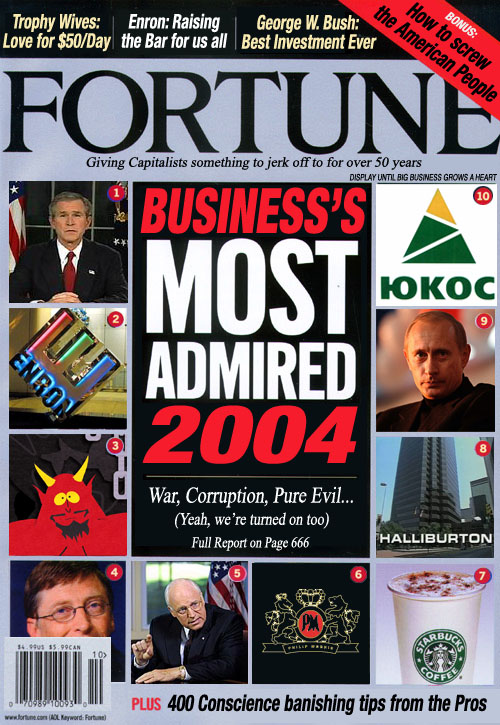 Trophy Wives:
Love for $50/Day
Enron: Raising
the Bar for us all
George W. Bush:
Best Investment Ever
BONUS:
How to screw
the American People
FORTUNE
Giving Capitalists something to jerk off to for over 50 years
DISPLAY UNTIL BIG BUSINESS GROWS A HEART
1
BUSINESS'S
MOST
ADMIRED
2004
War, Corruption, Pure Evil...
(Yeah, we're turned on too)
Full Report on Page 666
10
ЮКОС
2
ENRON
9
3
8
HALLIBURTON
4
5
6
PM
PHILIP MORRIS
7
STARBUCKS
COFFEE
$4.99US $5.99CAN
10>
0 70989 10093 0
www.fortune.com (AOL Keyword: Fortune)
PLUS 400 Conscience banishing tips from the Pros